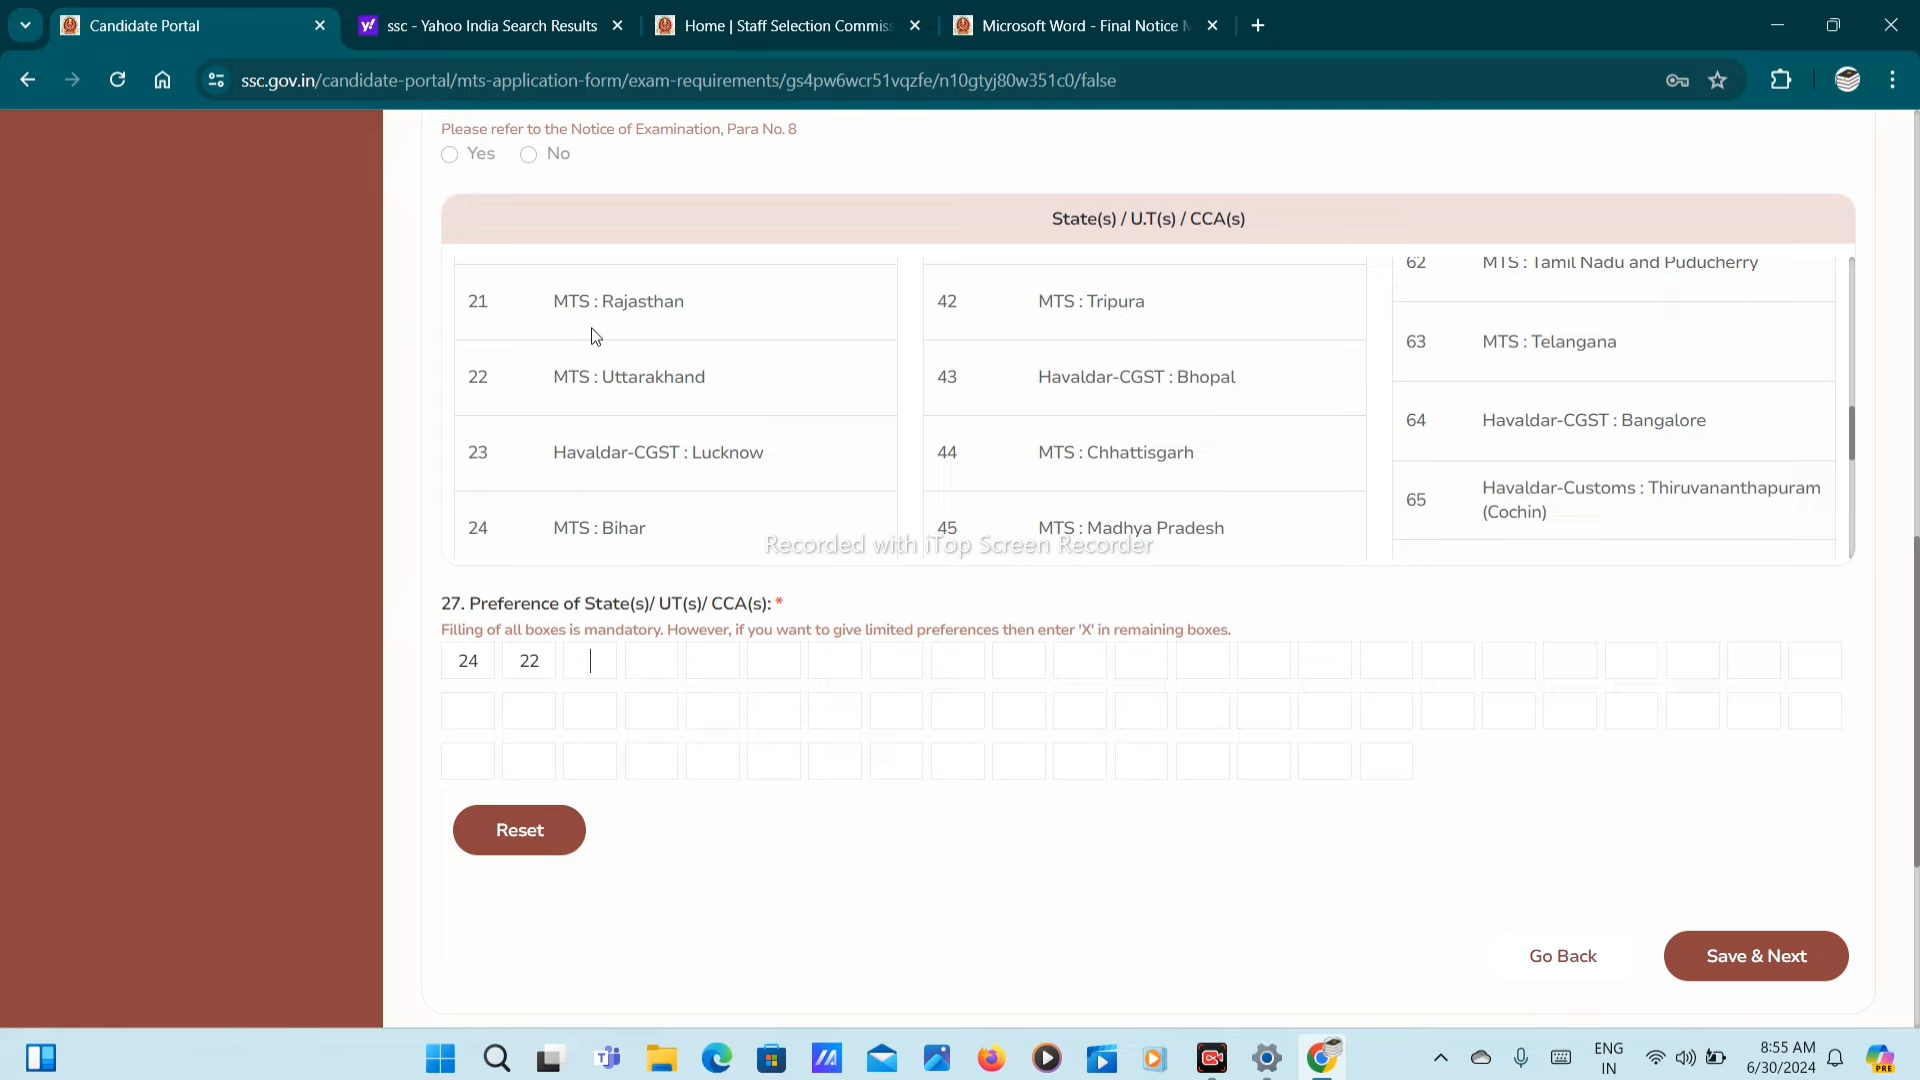 Candidate Portal
ssc - Yahoo India Search Results
Home | Staff Selection Commiss
Microsoft Word - Final Notice
ssc.gov.in/candidate-portal/mts-application-form/exam-requirements/gs4pw6wcr51vqzfe/n10gtyj80w351c0/false
Please refer to the Notice of Examination, Para No. 8
Yes No
State(s) / U.T(s) / CCA(s)
62 MTS : Tamil Nadu and Puducherry
21 MTS : Rajasthan 42 MTS : Tripura
63 MTS : Telangana
22 MTS : Uttarakhand 43 Havaldar-CGST : Bhopal
64 Havaldar-CGST : Bangalore
23 Havaldar-CGST : Lucknow 44 MTS : Chhattisgarh
65 Havaldar-Customs : Thiruvananthapuram
(Cochin)
24 MTS : Bihar 45 MTS : Madhya Pradesh
Recorded with iTop Screen Recorder
27. Preference of State(s)/ UT(s)/ CCA(s): *
Filling of all boxes is mandatory. However, if you want to give limited preferences then enter 'X' in remaining boxes.
24 22
Reset
Go Back Save & Next
ENG
IN
8:55 AM
6/30/2024
PRE